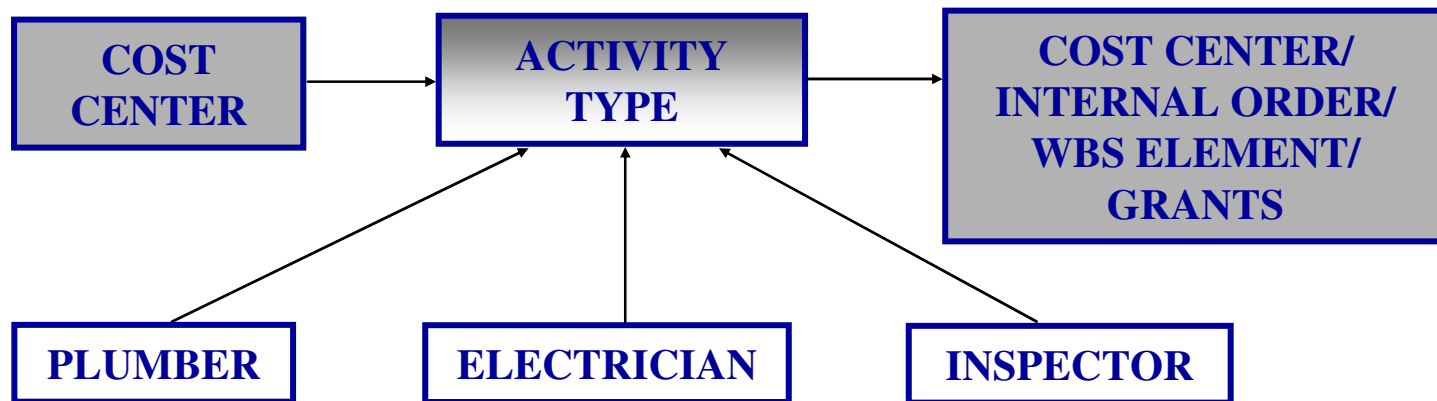 COST
CENTER
ACTIVITY
TYPE
COST CENTER/
INTERNAL ORDER/
WBS ELEMENT/
GRANTS
PLUMBER
ELECTRICIAN
INSPECTOR